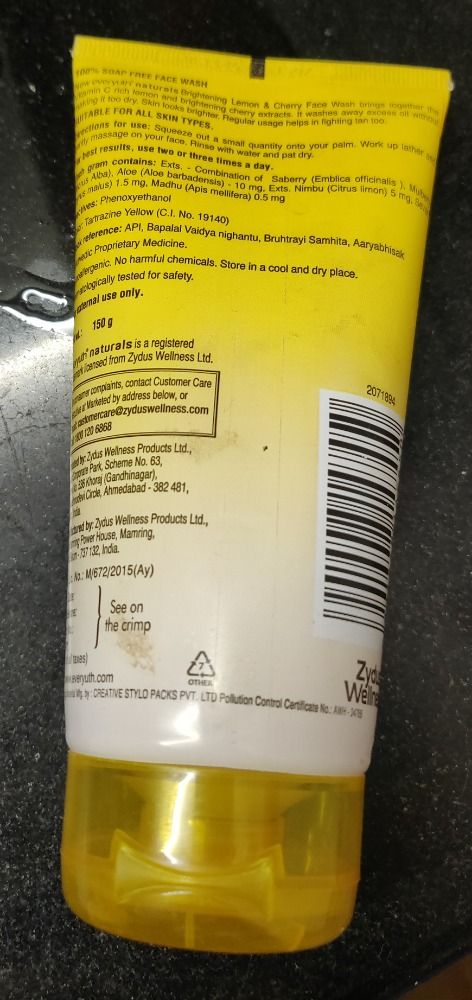 100% SOAP FREE FACE WASH
naturals Brightening Lemon & Cherry Face Wash brings together the
Vitamin C rich lemon and brightening cherry extracts. It washes away excess oil without
it too dry. Skin looks brighter. Regular usage helps in fighting tan too.
SUITABLE FOR ALL SKIN TYPES.
for use: Squeeze out a small quantity onto your palm. Work up lather
massage on your face. Rinse with water and pat dry.
best results, use two or three times a day.
gram contains: Exts. - Combination of Saberry (Emblica officinalis),
Alba), Aloe (Aloe barbadensis) - 10 mg, Exts. Nimbu (Citrus limon) 5 mg,
malus) 1.5 mg, Madhu (Apis mellifera) 0.5 mg
Phenoxyethanol
Tartrazine Yellow (C.I. No. 19140)
reference: API, Bapalal Vaidya nighantu, Bruhtrayi Samhita, Aaryabhisak
Proprietary Medicine.
No harmful chemicals. Store in a cool and dry place.
tested for safety.
external use only.
150 g
naturals is a registered
licensed from Zydus Wellness Ltd.
complaints, contact Customer Care
at Marketed by address below, or
customercare@zyduswellness.com
1800 120 6868
by: Zydus Wellness Products Ltd.,
Park, Scheme No. 63,
Khoraj (Gandhinagar),
Circle, Ahmedabad - 382 481,
India.
by: Zydus Wellness Products Ltd.,
Power House, Mamring,
- 737 132, India.
No.: M/672/2015(Ay)
See on
the crimp
taxes)
everyuth.com
7
OTHER
Mfg. by : CREATIVE STYLO PACKS PVT. LTD Pollution Control Certificate No.: AWH - 34785
2071894
Zydus
Wellness